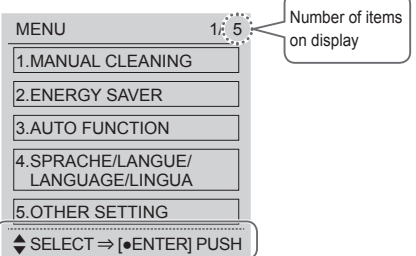 MENU 1/ 5
Number of items
on display
1.MANUAL CLEANING
2.ENERGY SAVER
3.AUTO FUNCTION
4.SPRACHE/LANGUE/
LANGUAGE/LINGUA
5.OTHER SETTING
SELECT ⇒ [●ENTER] PUSH